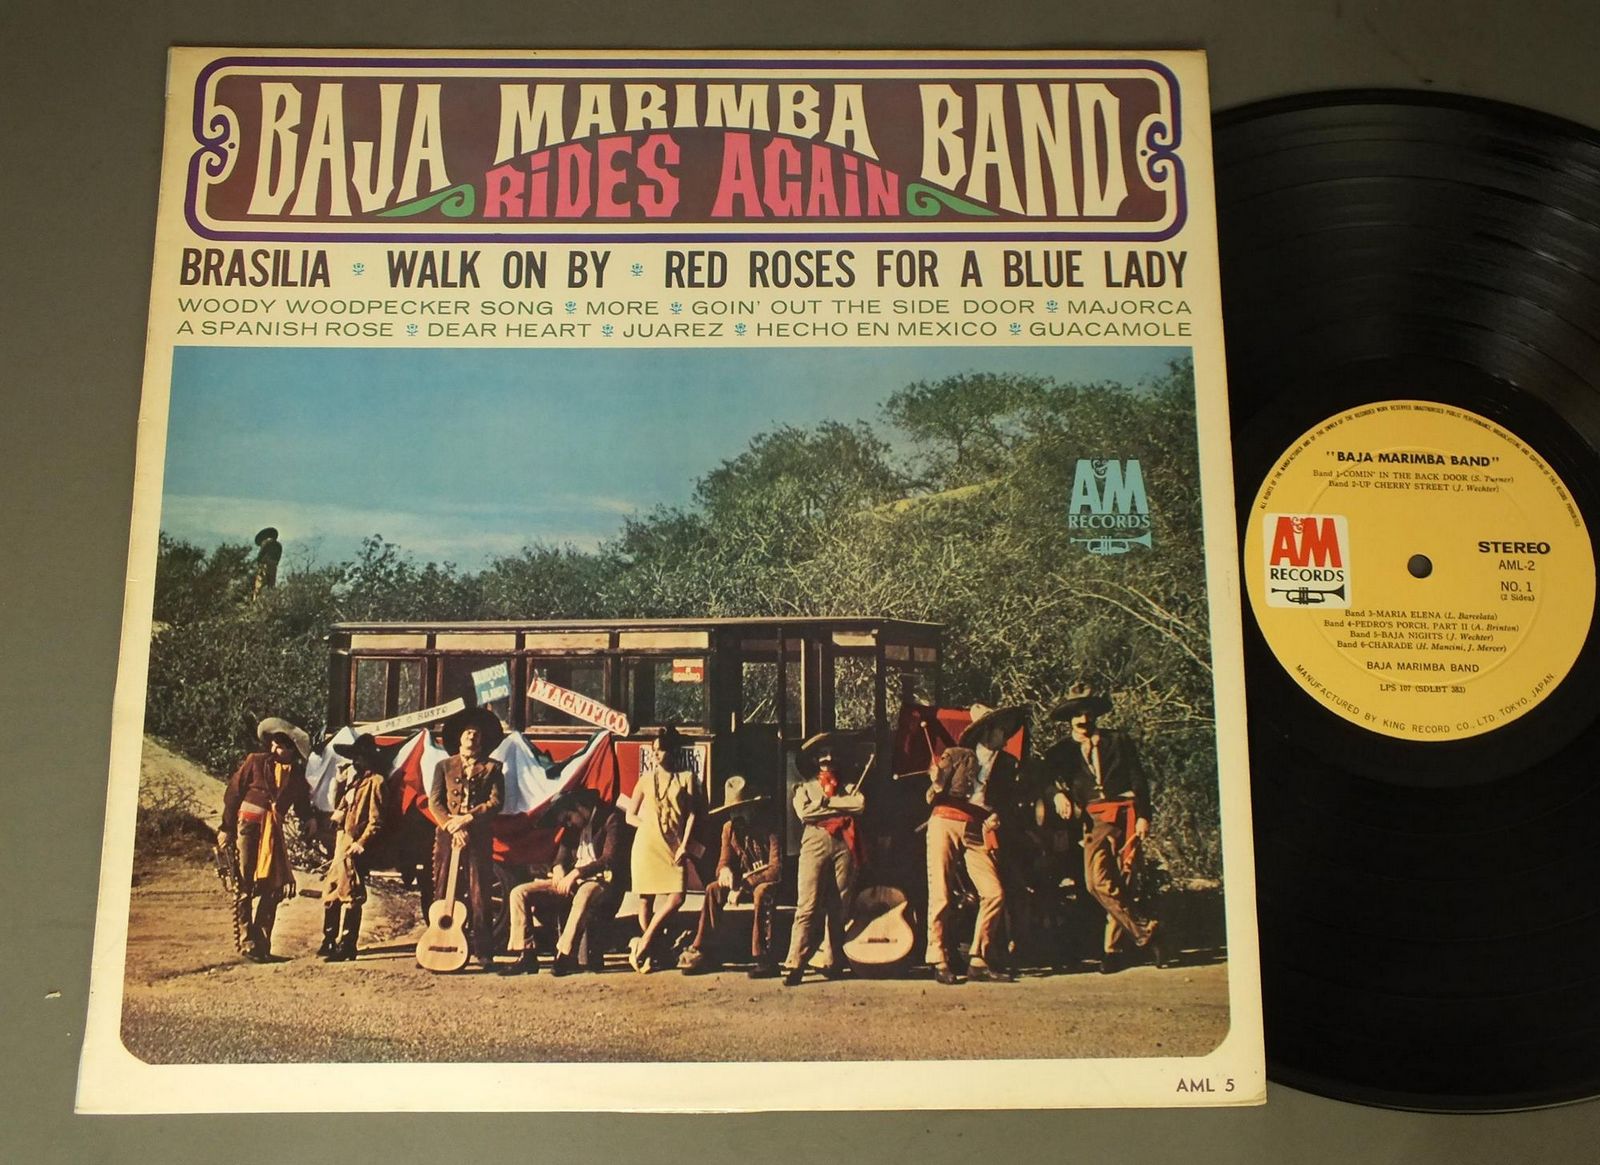 BAJA MARIMBA BAND
RIDES AGAIN
BRASILIA WALK ON BY RED ROSES FOR A BLUE LADY
WOODY WOODPECKER SONG MORE GOIN' OUT THE SIDE DOOR MAJORCA
A SPANISH ROSE DEAR HEART JUAREZ HECHO EN MEXICO GUACAMOLE
A&M
RECORDS
MAGNIFICO
AML 5
"BAJA MARIMBA BAND"
Band 1-COMIN' IN THE BACK DOOR (S. Turner)
Band 2-UP CHERRY STREET (J. Wechter)
A&M
RECORDS
STEREO
AML-2
NO. 1
(2 Sides)
Band 3-MARIA ELENA (L. Barcelata)
Band 4-PEDRO'S PORCH, PART II (A. Brinton)
Band 5-BAJA NIGHTS (J. Wechter)
Band 6-CHARADE (H. Mancini, J. Mercer)
BAJA MARIMBA BAND
LPS 107 (SDLBT 383)
MANUFACTURED BY KING RECORD CO., LTD. TOKYO, JAPAN.